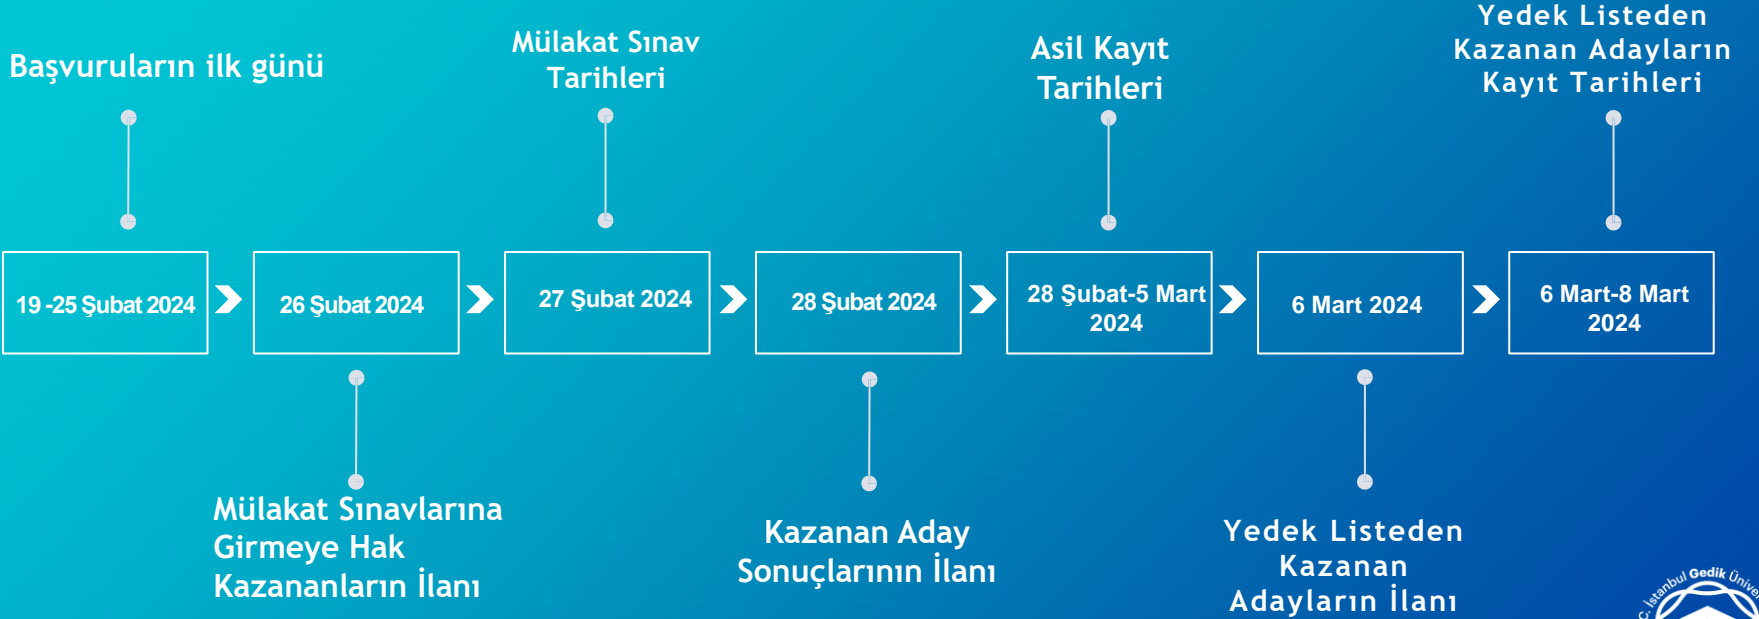 Başvuruların ilk günü
Mülakat Sınav
Tarihleri
Asil Kayıt
Tarihleri
Yedek Listeden
Kazanan Adayların
Kayıt Tarihleri
19 -25 Şubat 2024
26 Şubat 2024
27 Şubat 2024
28 Şubat 2024
28 Şubat-5 Mart
2024
6 Mart 2024
6 Mart-8 Mart
2024
Mülakat Sınavlarına
Girmeye Hak
Kazananların İlanı
Kazanan Aday
Sonuçlarının İlanı
Yedek Listeden
Kazanan
Adayların İlanı
İstanbul Gedik